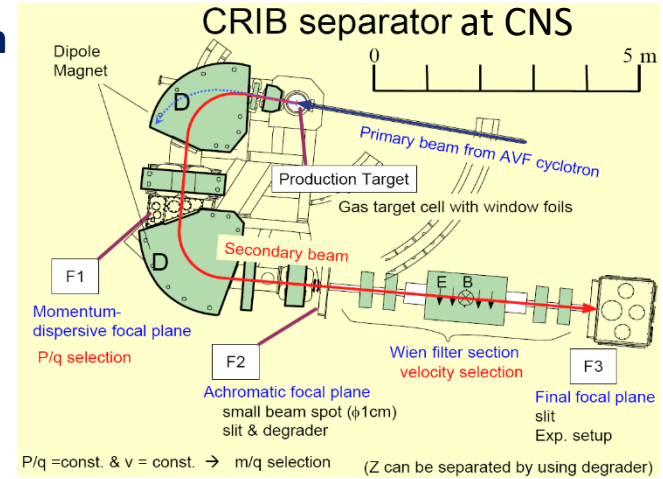 n
CRIB separator at CNS
Dipole
Magnet
0
5 m
D
Primary beam from AVF cyclotron
Production Target
Gas target cell with window foils
D
Secondary beam
F1
E B
Momentum-
dispersive focal plane
P/q selection
F2
Wien filter section
velocity selection
F3
Achromatic focal plane
small beam spot (ϕ1cm)
slit & degrader
Final focal plane
slit
Exp. setup
P/q =const. & v = const. → m/q selection
(Z can be separated by using degrader)